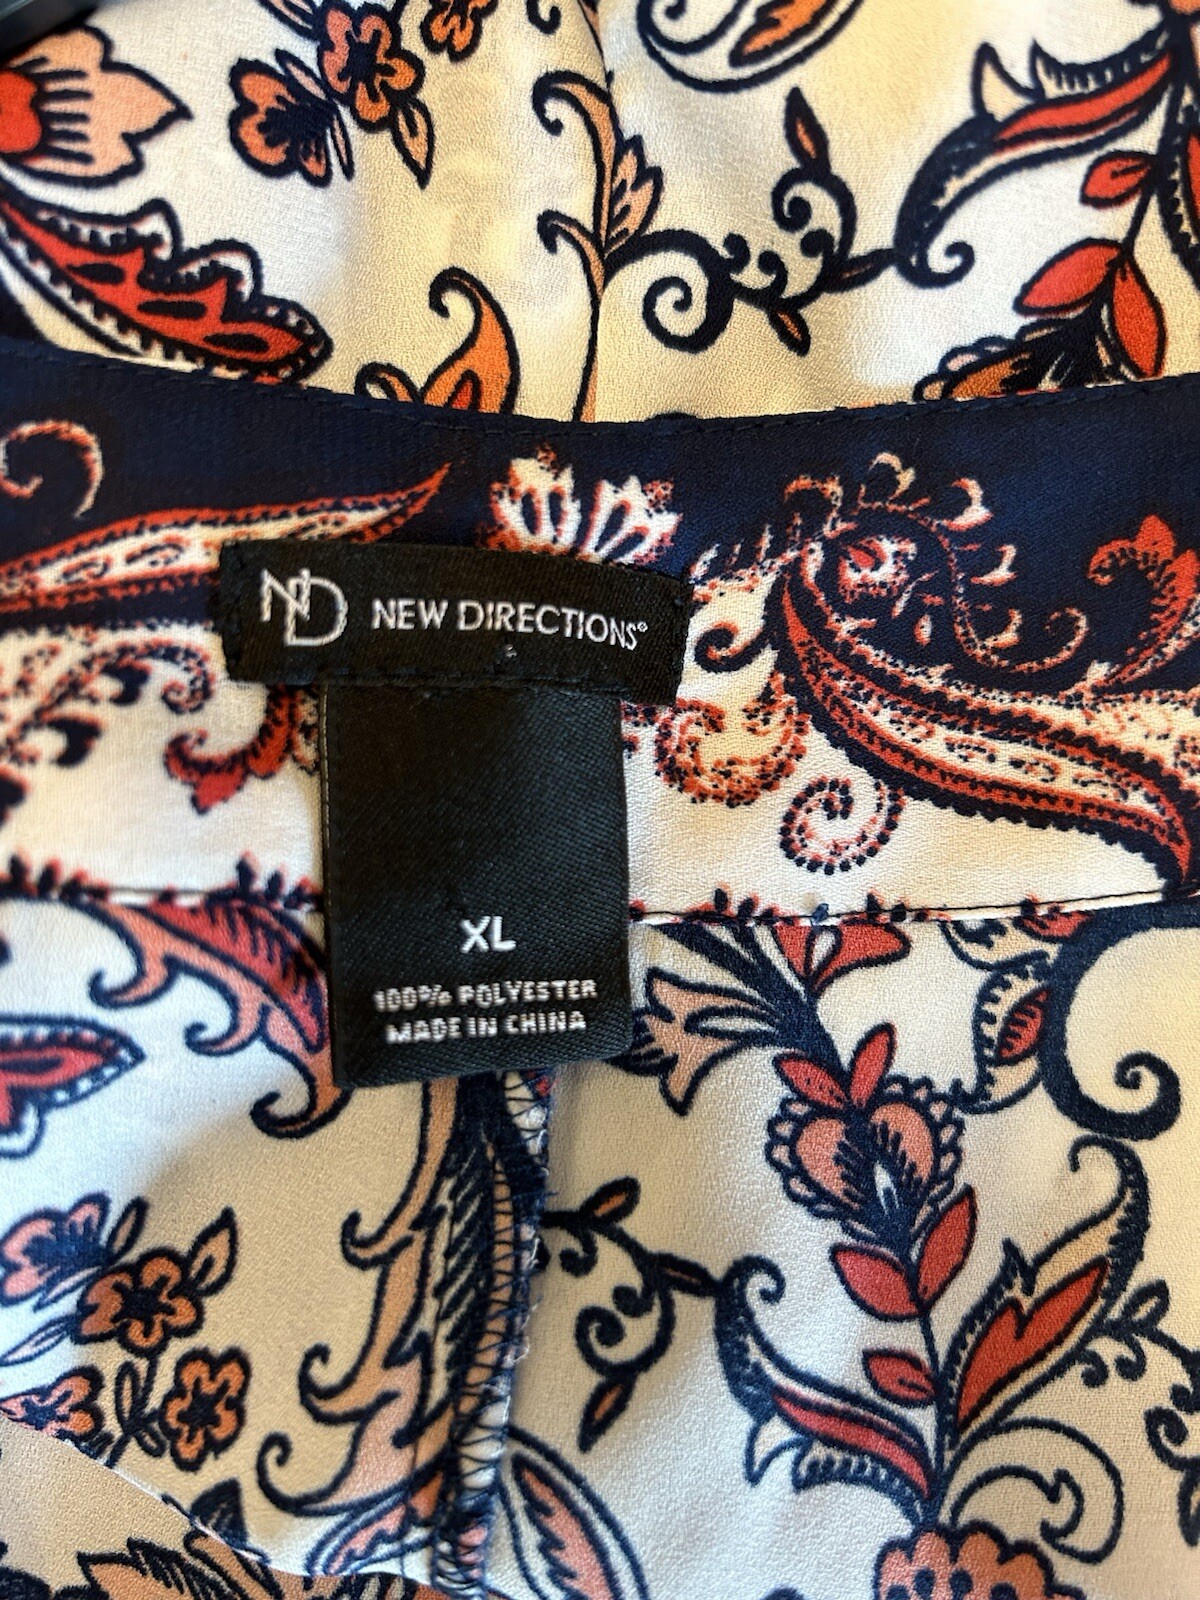 ND NEW DIRECTIONS®
XL
100% POLYESTER
MADE IN CHINA